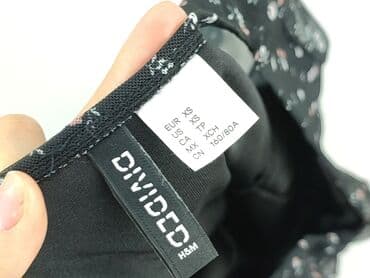 EUR XS
US XS
CA TP
MX XCH
CN 160/80A
DIVIDED
H&M